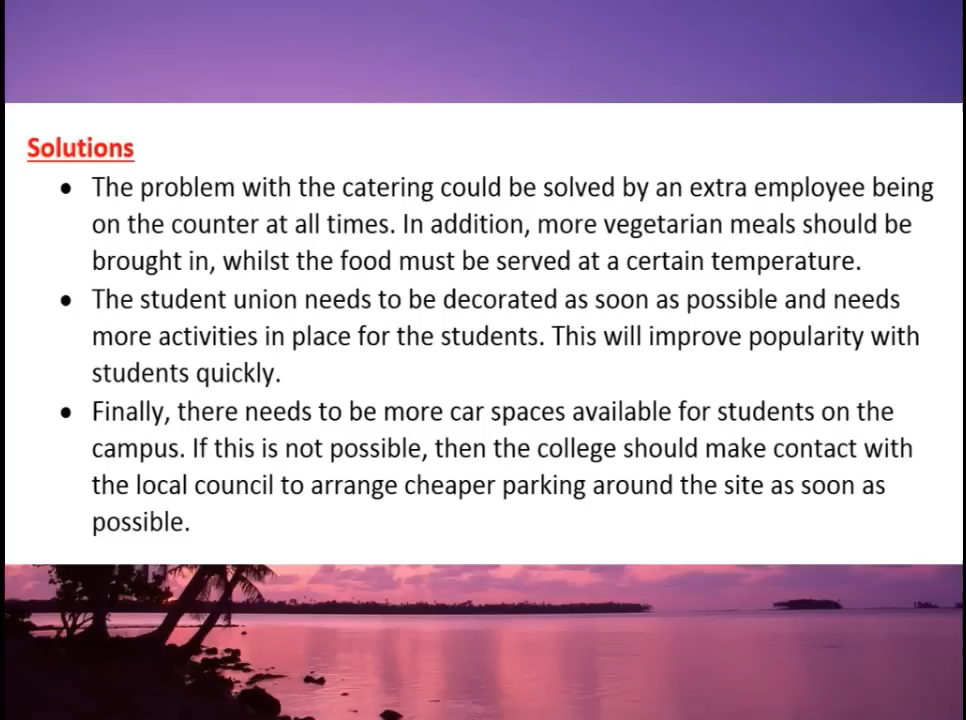 Solutions
• The problem with the catering could be solved by an extra employee being
on the counter at all times. In addition, more vegetarian meals should be
brought in, whilst the food must be served at a certain temperature.
• The student union needs to be decorated as soon as possible and needs
more activities in place for the students. This will improve popularity with
students quickly.
• Finally, there needs to be more car spaces available for students on the
campus. If this is not possible, then the college should make contact with
the local council to arrange cheaper parking around the site as soon as
possible.